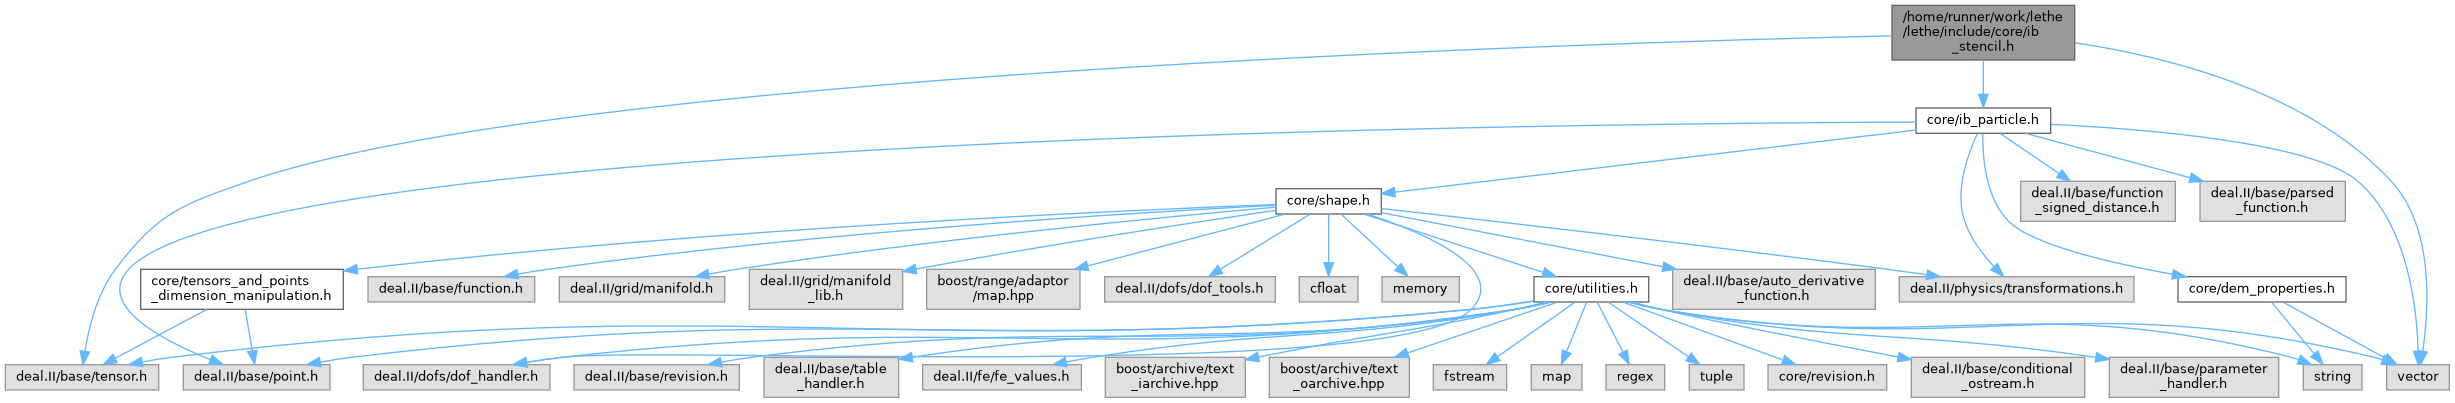 /home/runner/work/lethe
/lethe/include/core/ib
_stencil.h
core/ib_particle.h
core/shape.h
deal.II/base/function
_signed_distance.h
deal.II/base/parsed
_function.h
core/tensors_and_points
_dimension_manipulation.h
deal.II/base/function.h
deal.II/grid/manifold.h
deal.II/grid/manifold
_lib.h
boost/range/adaptor
/map.hpp
deal.II/dofs/dof_tools.h
cfloat
memory
core/utilities.h
deal.II/base/auto_derivative
_function.h
deal.II/physics/transformations.h
core/dem_properties.h
deal.II/base/tensor.h
deal.II/base/point.h
deal.II/dofs/dof_handler.h
deal.II/base/revision.h
deal.II/base/table
_handler.h
deal.II/fe/fe_values.h
boost/archive/text
_iarchive.hpp
boost/archive/text
_oarchive.hpp
fstream
map
regex
tuple
core/revision.h
deal.II/base/conditional
_ostream.h
deal.II/base/parameter
_handler.h
string
vector